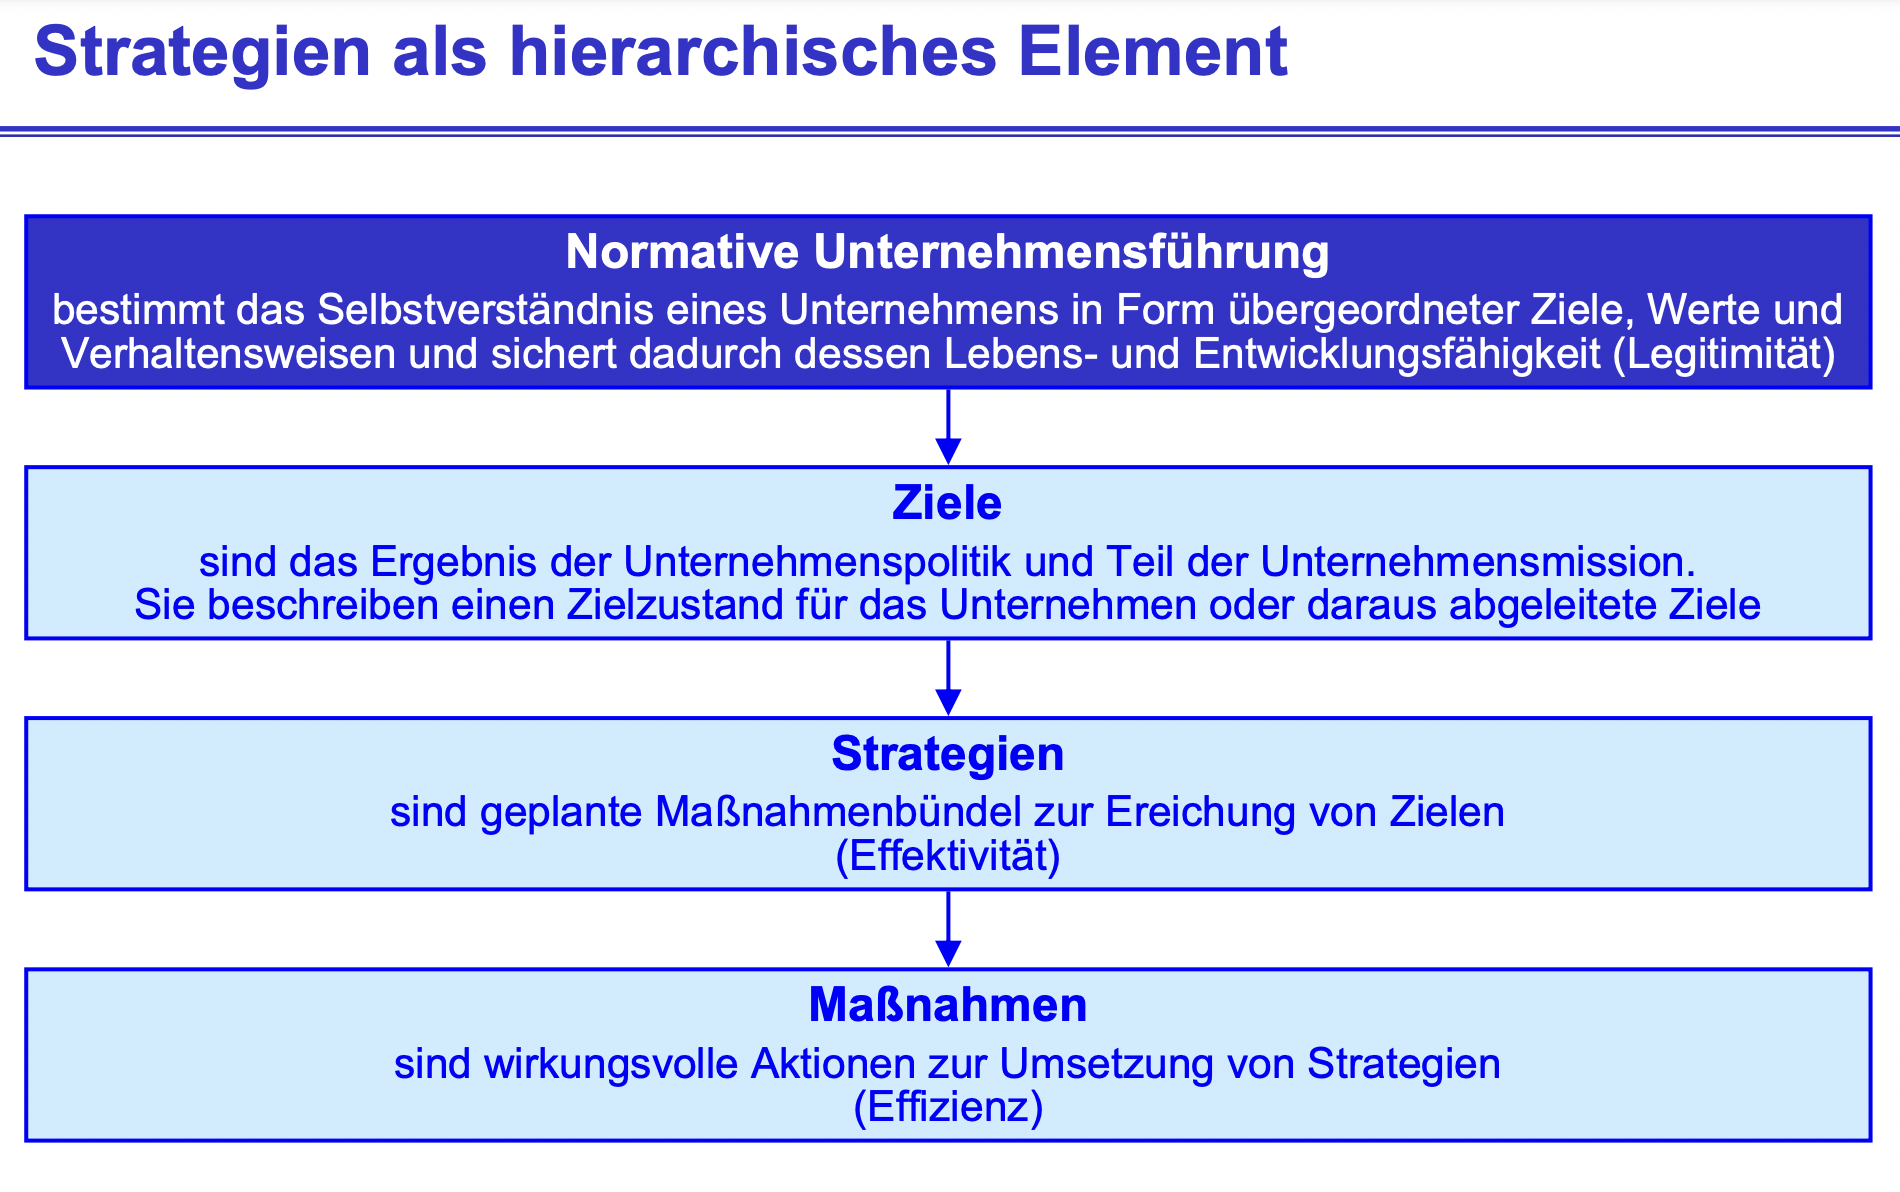 Strategien als hierarchisches Element
Normative Unternehmensführung
bestimmt das Selbstverständnis eines Unternehmens in Form übergeordneter Ziele, Werte und
Verhaltensweisen und sichert dadurch dessen Lebens- und Entwicklungsfähigkeit (Legitimität)
Ziele
sind das Ergebnis der Unternehmenspolitik und Teil der Unternehmensmission.
Sie beschreiben einen Zielzustand für das Unternehmen oder daraus abgeleitete Ziele
Strategien
sind geplante Maßnahmenbündel zur Ereichung von Zielen
(Effektivität)
Maßnahmen
sind wirkungsvolle Aktionen zur Umsetzung von Strategien
(Effizienz)